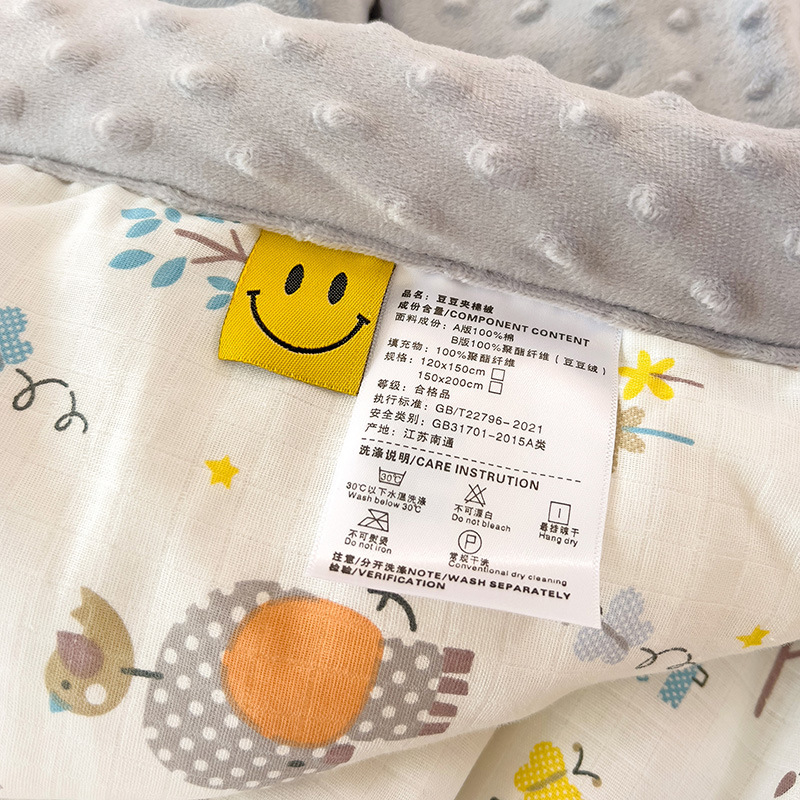 品名：豆豆夹棉被
成份含量/COMPONENT CONTENT
面料成份：A版100%棉
B版100%聚酯纤维（豆豆绒）
填充物：100%聚酯纤维
规格：120x150cm
150x200cm
等级：合格品
执行标准：GB/T22796-2021
安全类别：GB31701-2015A类
产地：江苏南通
洗涤说明/CARE INSTRUTION
30℃
30℃以下水温洗涤
Wash below 30℃
不可漂白
Do not bleach
悬挂晾干
Hang dry
不可熨烫
Do not iron
P
常规干洗
Conventional dry cleaning
注意/分开洗涤NOTE/WASH SEPARATELY
检验/VERIFICATION